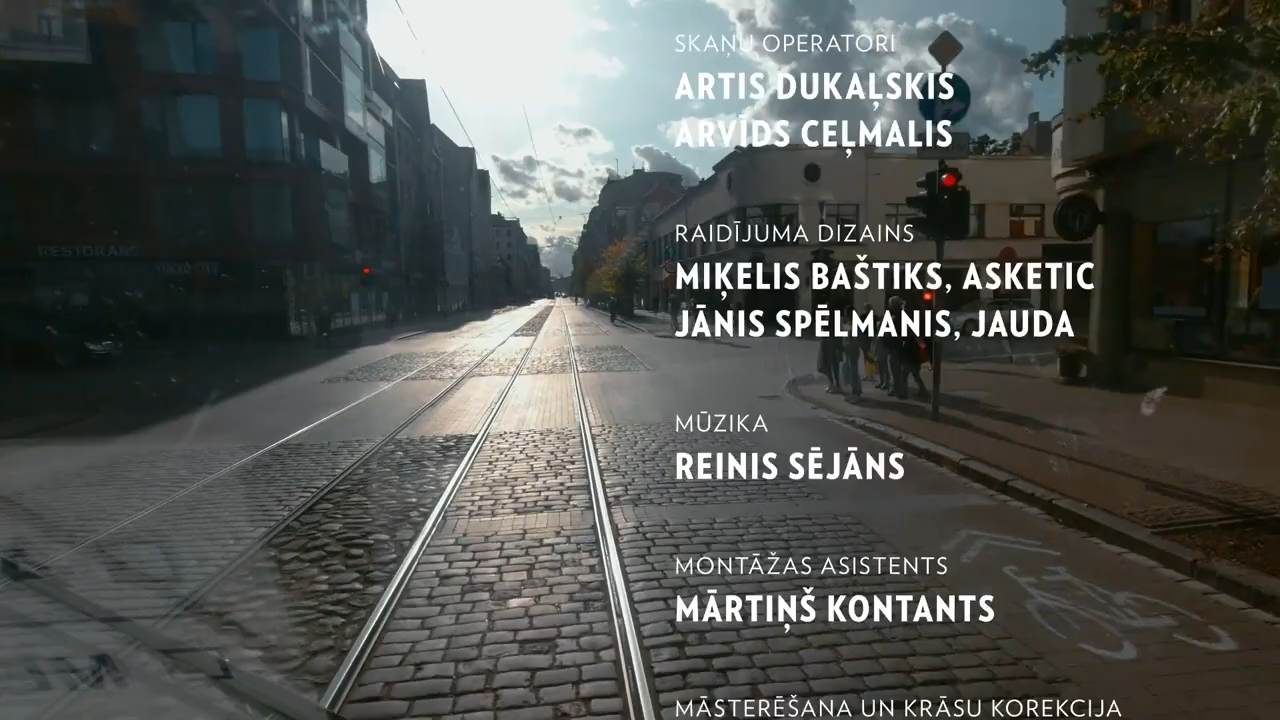 SKAŅU OPERATORI
ARTIS DUKAĻSKIS
ARVĪDS CEĻMALIS
RAIDĪJUMA DIZAINS
MIĶELIS BAŠTIKS, ASKETIC
JĀNIS SPĒLMANIS, JAUDA
MŪZIKA
REINIS SĒJĀNS
MONTĀŽAS ASISTENTS
MĀRTIŅŠ KONTANTS
MĀSTERĒŠANA UN KRĀSU KOREKCIJA
RESTORĀNS